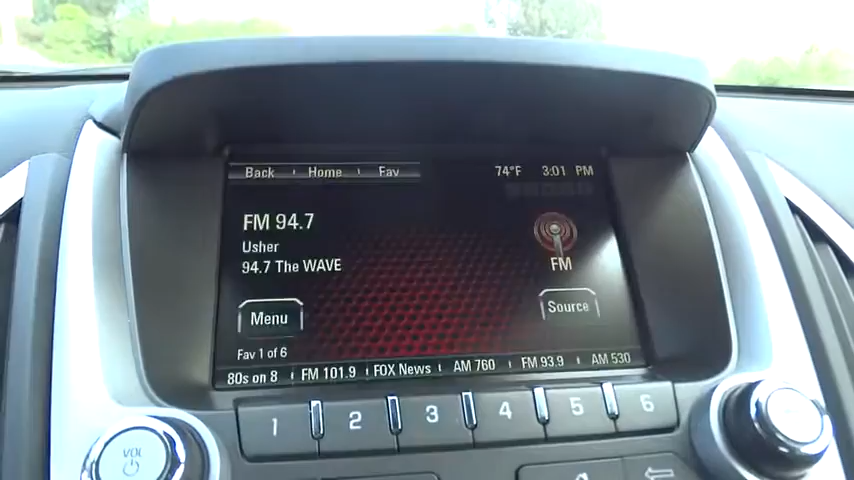 Back Home Fav 74°F 3:01 PM
FM 94.7
Usher
94.7 The WAVE
FM
Menu Source
Fav 1 of 6
80s on 8 FM 101.9 FOX News AM 760 FM 93.9 AM 530
1 2 3 4 5 6
VOL